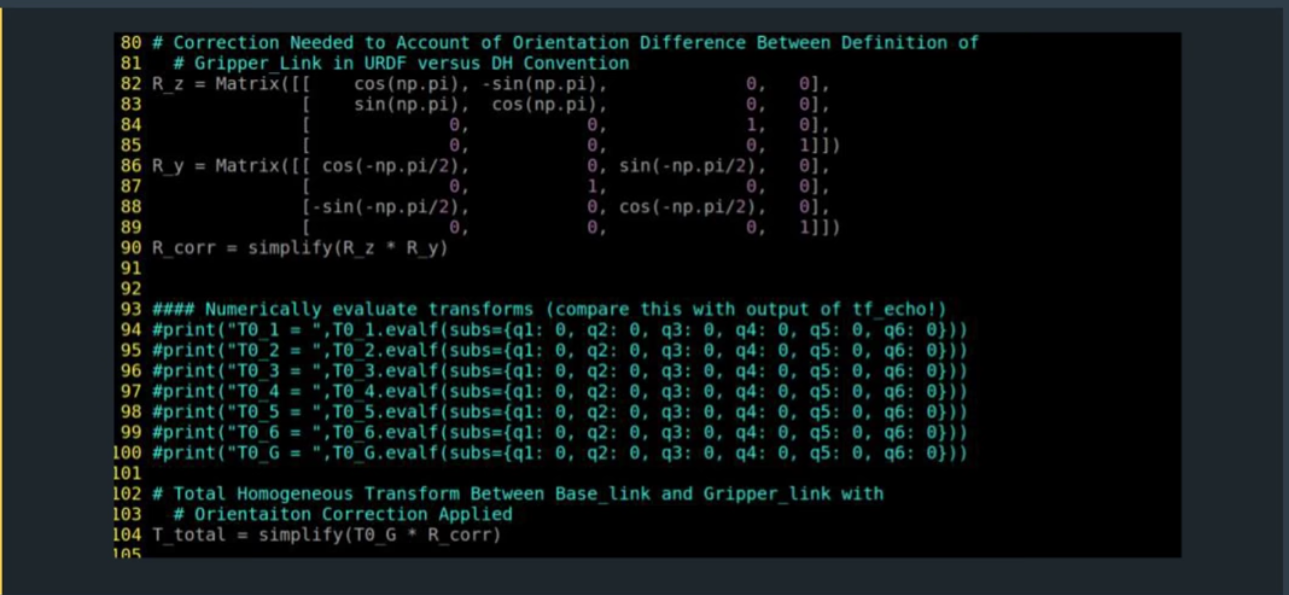 80 # Correction Needed to Account of Orientation Difference Between Definition of
81   # Gripper_Link in URDF versus DH Convention
82 R_z = Matrix([[    cos(np.pi), -sin(np.pi),             0,   0],
83               [    sin(np.pi),  cos(np.pi),             0,   0],
84               [             0,           0,             1,   0],
85               [             0,           0,             0,   1]])
86 R_y = Matrix([[ cos(-np.pi/2),           0, sin(-np.pi/2),   0],
87               [             0,           1,             0,   0],
88               [-sin(-np.pi/2),           0, cos(-np.pi/2),   0],
89               [             0,           0,             0,   1]])
90 R_corr = simplify(R_z * R_y)
91
92
93 #### Numerically evaluate transforms (compare this with output of tf_echo!)
94 #print("T0_1 = ",T0_1.evalf(subs={q1: 0, q2: 0, q3: 0, q4: 0, q5: 0, q6: 0}))
95 #print("T0_2 = ",T0_2.evalf(subs={q1: 0, q2: 0, q3: 0, q4: 0, q5: 0, q6: 0}))
96 #print("T0_3 = ",T0_3.evalf(subs={q1: 0, q2: 0, q3: 0, q4: 0, q5: 0, q6: 0}))
97 #print("T0_4 = ",T0_4.evalf(subs={q1: 0, q2: 0, q3: 0, q4: 0, q5: 0, q6: 0}))
98 #print("T0_5 = ",T0_5.evalf(subs={q1: 0, q2: 0, q3: 0, q4: 0, q5: 0, q6: 0}))
99 #print("T0_6 = ",T0_6.evalf(subs={q1: 0, q2: 0, q3: 0, q4: 0, q5: 0, q6: 0}))
100 #print("T0_G = ",T0_G.evalf(subs={q1: 0, q2: 0, q3: 0, q4: 0, q5: 0, q6: 0}))
101
102 # Total Homogeneous Transform Between Base_link and Gripper_link with
103   # Orientaiton Correction Applied
104 T_total = simplify(T0_G * R_corr)
105